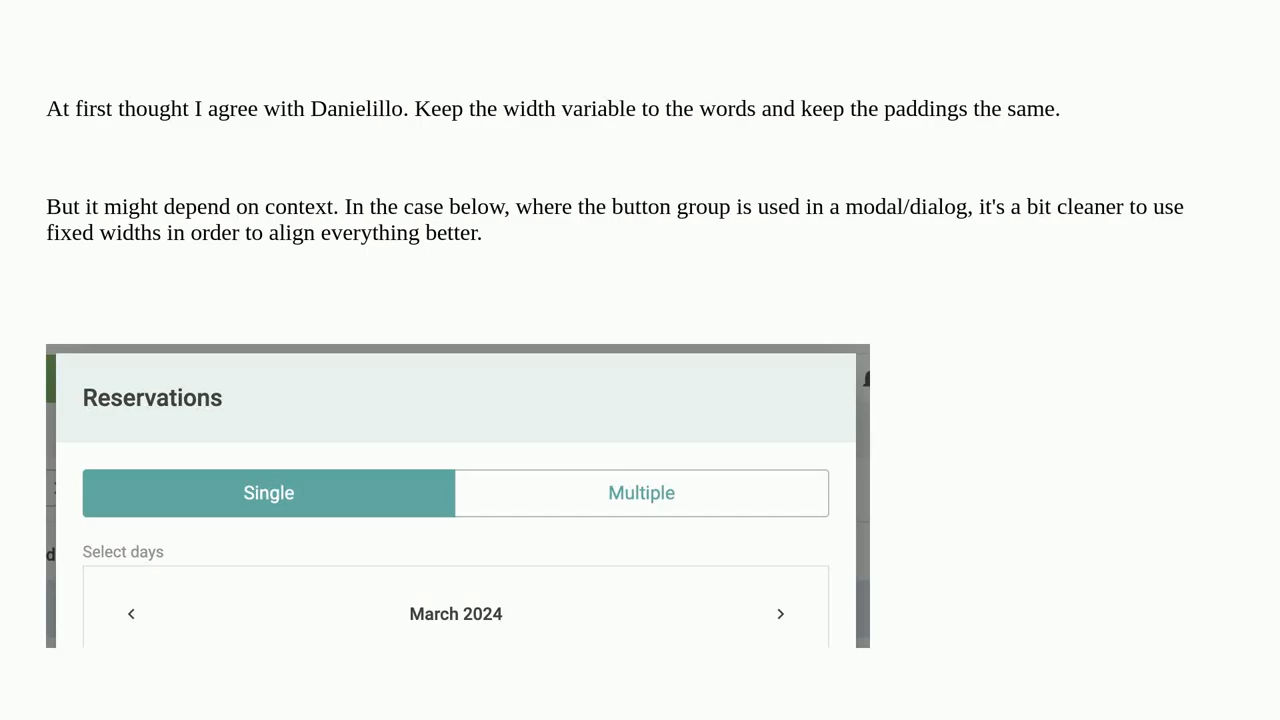 At first thought I agree with Danielillo. Keep the width variable to the words and keep the paddings the same.
But it might depend on context. In the case below, where the button group is used in a modal/dialog, it's a bit cleaner to use
fixed widths in order to align everything better.
Reservations
Single
Multiple
d
Select days
March 2024